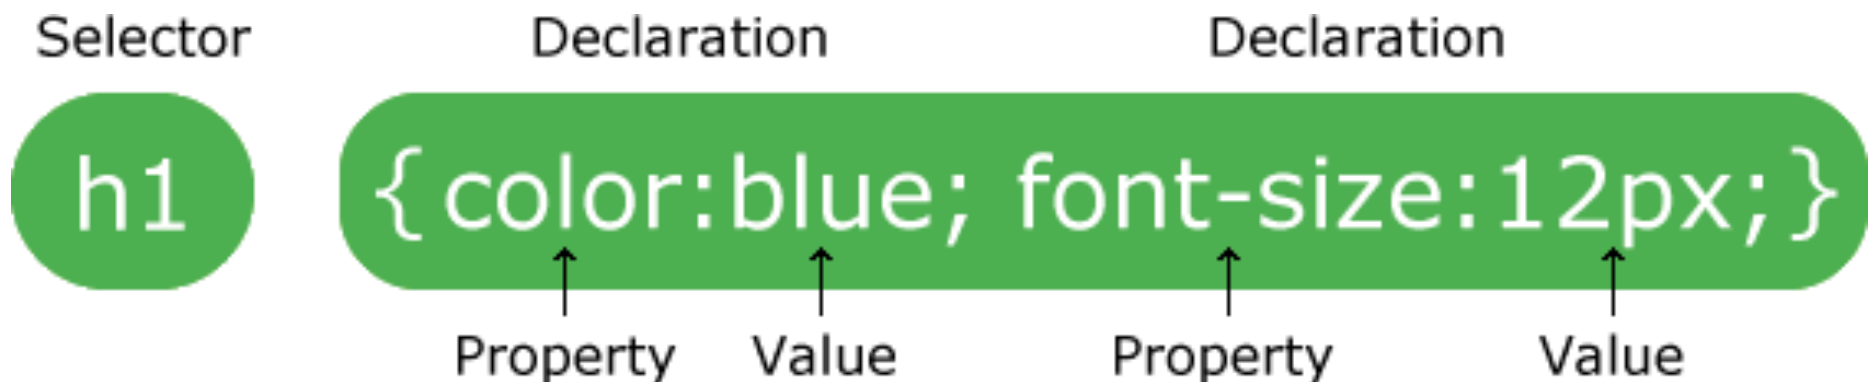 Selector Declaration Declaration
h1 {color:blue; font-size:12px;}
Property Value Property Value